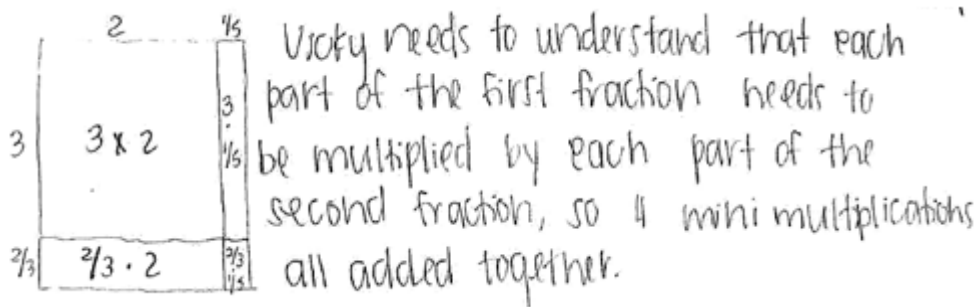 2 1/5
3 3 x 2 3 · 1/5
2/3 2/3 · 2 2/3 · 1/5
Vicky needs to understand that each
part of the first fraction needs to
be multiplied by each part of the
second fraction, so 4 mini multiplications
all added together.